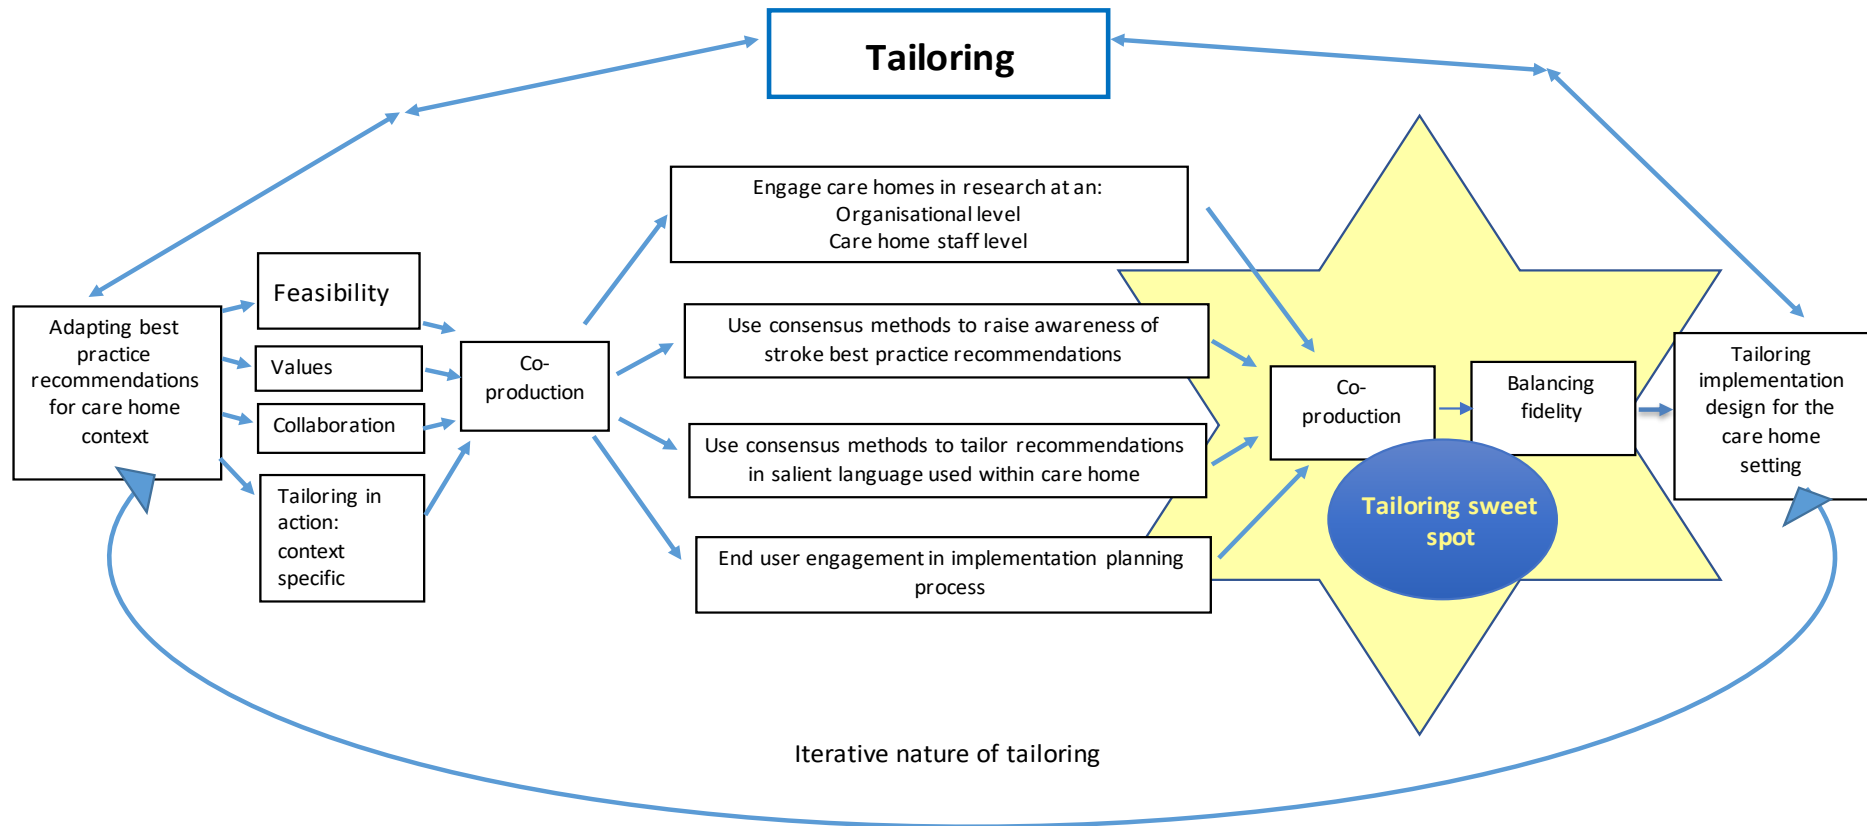 Tailoring
Adapting best
practice
recommendations
for care home
context
Feasibility
Values
Collaboration
Tailoring in
action:
context
specific
Co-
production
Engage care homes in research at an:
Organisational level
Care home staff level
Use consensus methods to raise awareness of
stroke best practice recommendations
Use consensus methods to tailor recommendations
in salient language used within care home
End user engagement in implementation planning
process
Co-
production
Balancing
fidelity
Tailoring sweet
spot
Tailoring
implementation
design for the
care home
setting
Iterative nature of tailoring